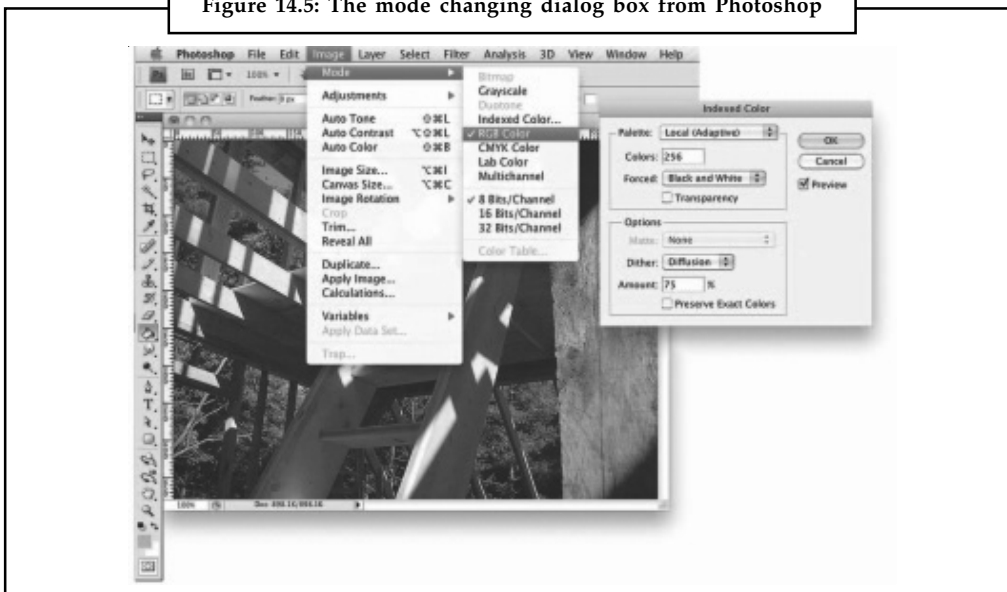 Figure 14.5: The mode changing dialog box from Photoshop
Photoshop File Edit Image Layer Select Filter Analysis 3D View Window Help
100%
Mode
Adjustments
Auto Tone ⇧⌘L
Auto Contrast ⌥⇧⌘L
Auto Color ⇧⌘B
Image Size... ⌥⌘I
Canvas Size... ⌥⌘C
Image Rotation
Crop
Trim...
Reveal All
Duplicate...
Apply Image...
Calculations...
Variables
Apply Data Set...
Trap...
Bitmap
Grayscale
Duotone
Indexed Color...
✓ RGB Color
CMYK Color
Lab Color
Multichannel
✓ 8 Bits/Channel
16 Bits/Channel
32 Bits/Channel
Color Table...
Feather: 0 px
Indexed Color
Palette: Local (Adaptive)
Colors: 256
Forced: Black and White
Transparency
Options
Matte: None
Dither: Diffusion
Amount: 75 %
Preserve Exact Colors
OK
Cancel
Preview
100%